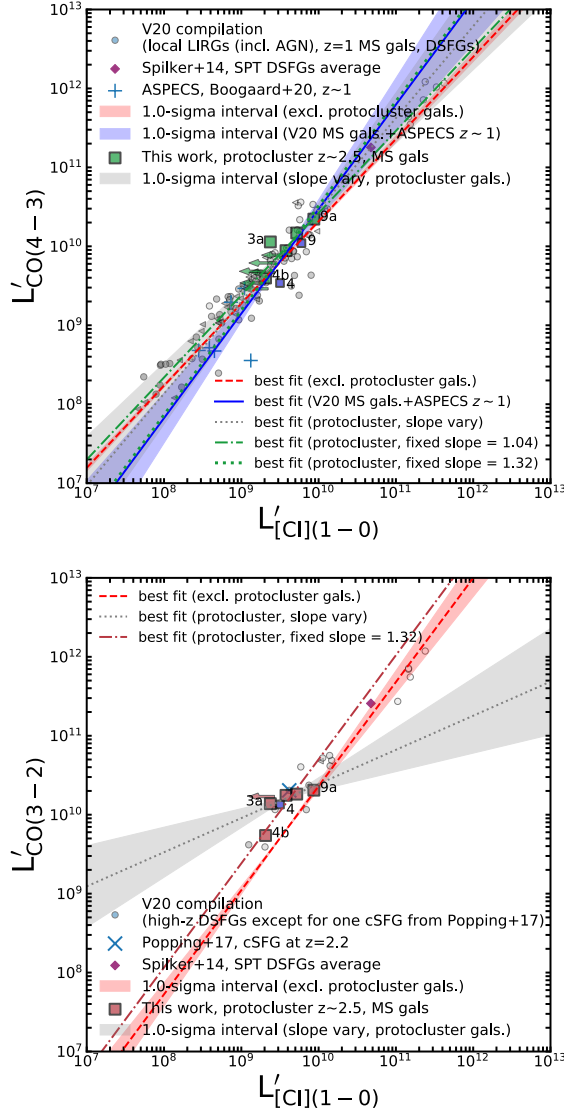 10^13
10^12
10^11
10^10
10^9
10^8
10^7
L′CO(4 − 3)
V20 compilation
(local LIRGs (incl. AGN), z=1 MS gals, DSFGs)
Spilker+14, SPT DSFGs average
ASPECS, Boogaard+20, z~1
1.0-sigma interval (excl. protocluster gals.)
1.0-sigma interval (V20 MS gals.+ASPECS z ~ 1)
This work, protocluster z~2.5, MS gals
1.0-sigma interval (slope vary, protocluster gals.)
9a
3a
9
4b
4
best fit (excl. protocluster gals.)
best fit (V20 MS gals.+ASPECS z ~ 1)
best fit (protocluster, slope vary)
best fit (protocluster, fixed slope = 1.04)
best fit (protocluster, fixed slope = 1.32)
10^7 10^8 10^9 10^10 10^11 10^12 10^13
L′[CI](1 − 0)
10^13
10^12
10^11
10^10
10^9
10^8
10^7
L′CO(3 − 2)
best fit (excl. protocluster gals.)
best fit (protocluster, slope vary)
best fit (protocluster, fixed slope = 1.32)
3a
9a
4
4b
V20 compilation
(high-z DSFGs except for one cSFG from Popping+17)
Popping+17, cSFG at z=2.2
Spilker+14, SPT DSFGs average
1.0-sigma interval (excl. protocluster gals.)
This work, protocluster z~2.5, MS gals
1.0-sigma interval (slope vary, protocluster gals.)
10^7 10^8 10^9 10^10 10^11 10^12 10^13
L′[CI](1 − 0)